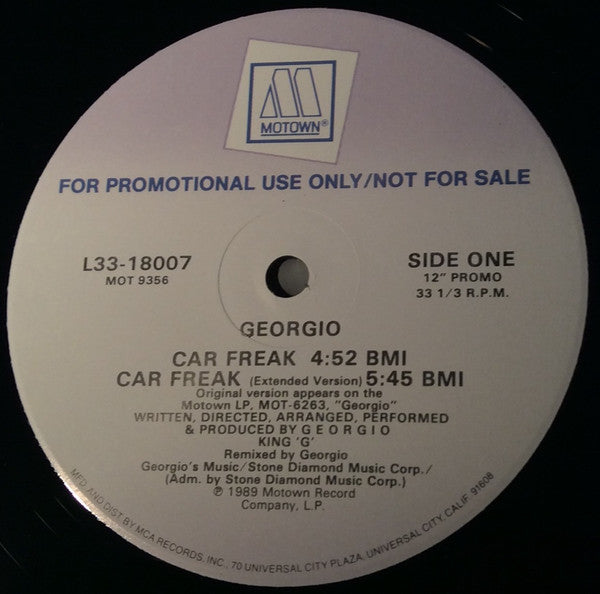 MOTOWN®
FOR PROMOTIONAL USE ONLY/NOT FOR SALE
L33-18007
MOT 9356
SIDE ONE
12" PROMO
33 1/3 R.P.M.
GEORGIO
CAR FREAK 4:52 BMI
CAR FREAK (Extended Version) 5:45 BMI
Original version appears on the
Motown LP, MOT-6263, "Georgio"
WRITTEN, DIRECTED, ARRANGED, PERFORMED
& PRODUCED BY G E O R G I O
KING 'G'
Remixed by Georgio
Georgio's Music/Stone Diamond Music Corp./
(Adm. by Stone Diamond Music Corp.)
℗ 1989 Motown Record
Company, L.P.
MFD. AND DIST. BY MCA RECORDS, INC., 70 UNIVERSAL CITY PLAZA, UNIVERSAL CITY, CALIF. 91608